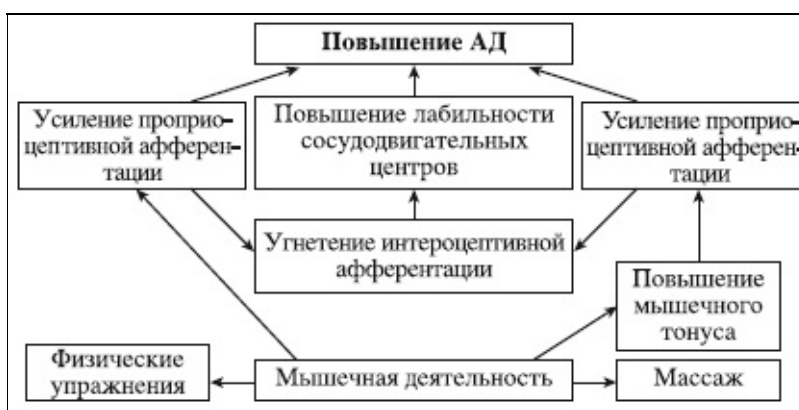 Повышение АД
Усиление проприо-
цептивной афферен-
тации
Повышение лабильности
сосудодвигательных
центров
Усиление проприо-
цептивной афферен-
тации
Угнетение интероцептивной
афферентации
Повышение
мышечного
тонуса
Физические
упражнения
Мышечная деятельность
Массаж